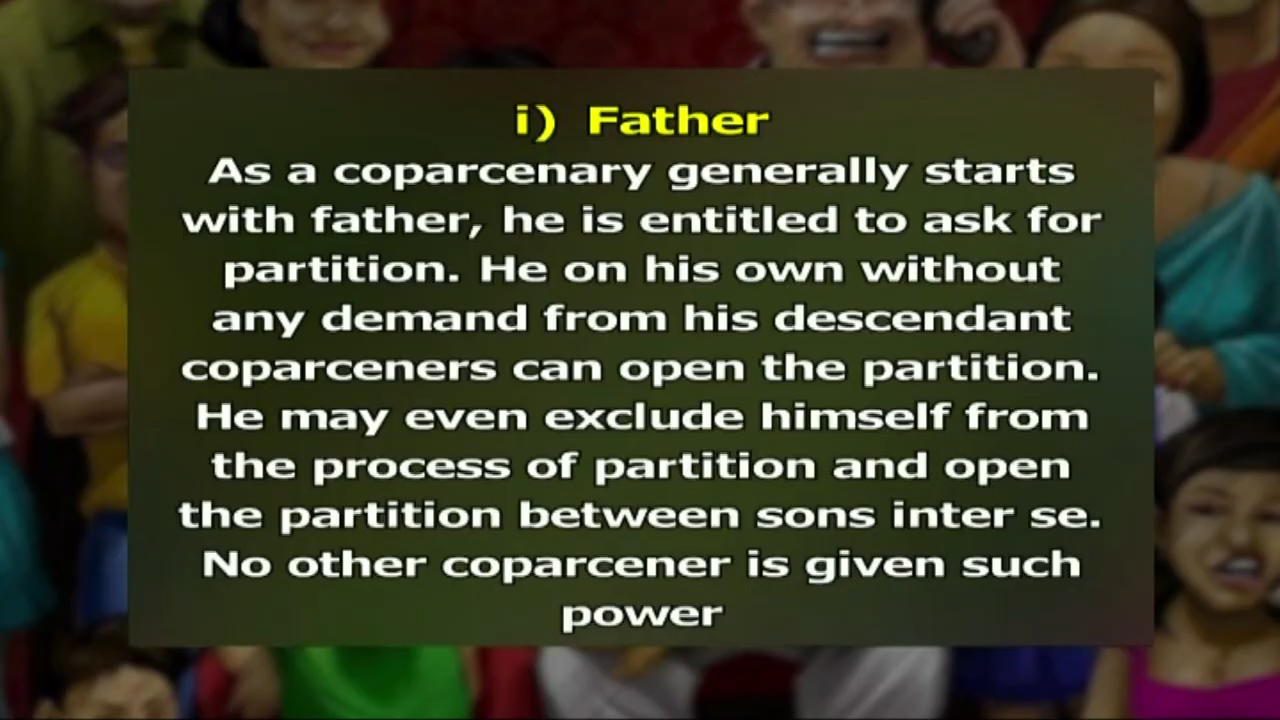 i) Father
As a coparcenary generally starts
with father, he is entitled to ask for
partition. He on his own without
any demand from his descendant
coparceners can open the partition.
He may even exclude himself from
the process of partition and open
the partition between sons inter se.
No other coparcener is given such
power